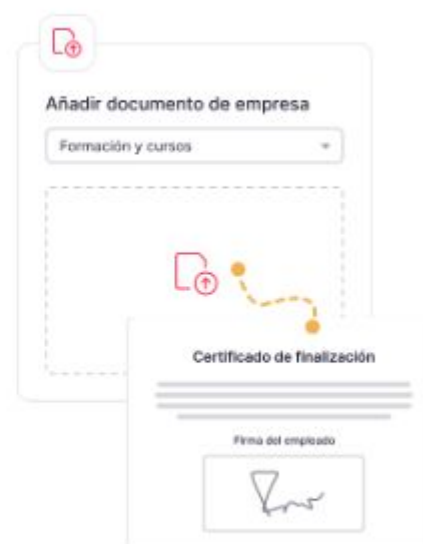 Añadir documento de empresa
Formación y cursos
Certificado de finalización
Firma del empleado